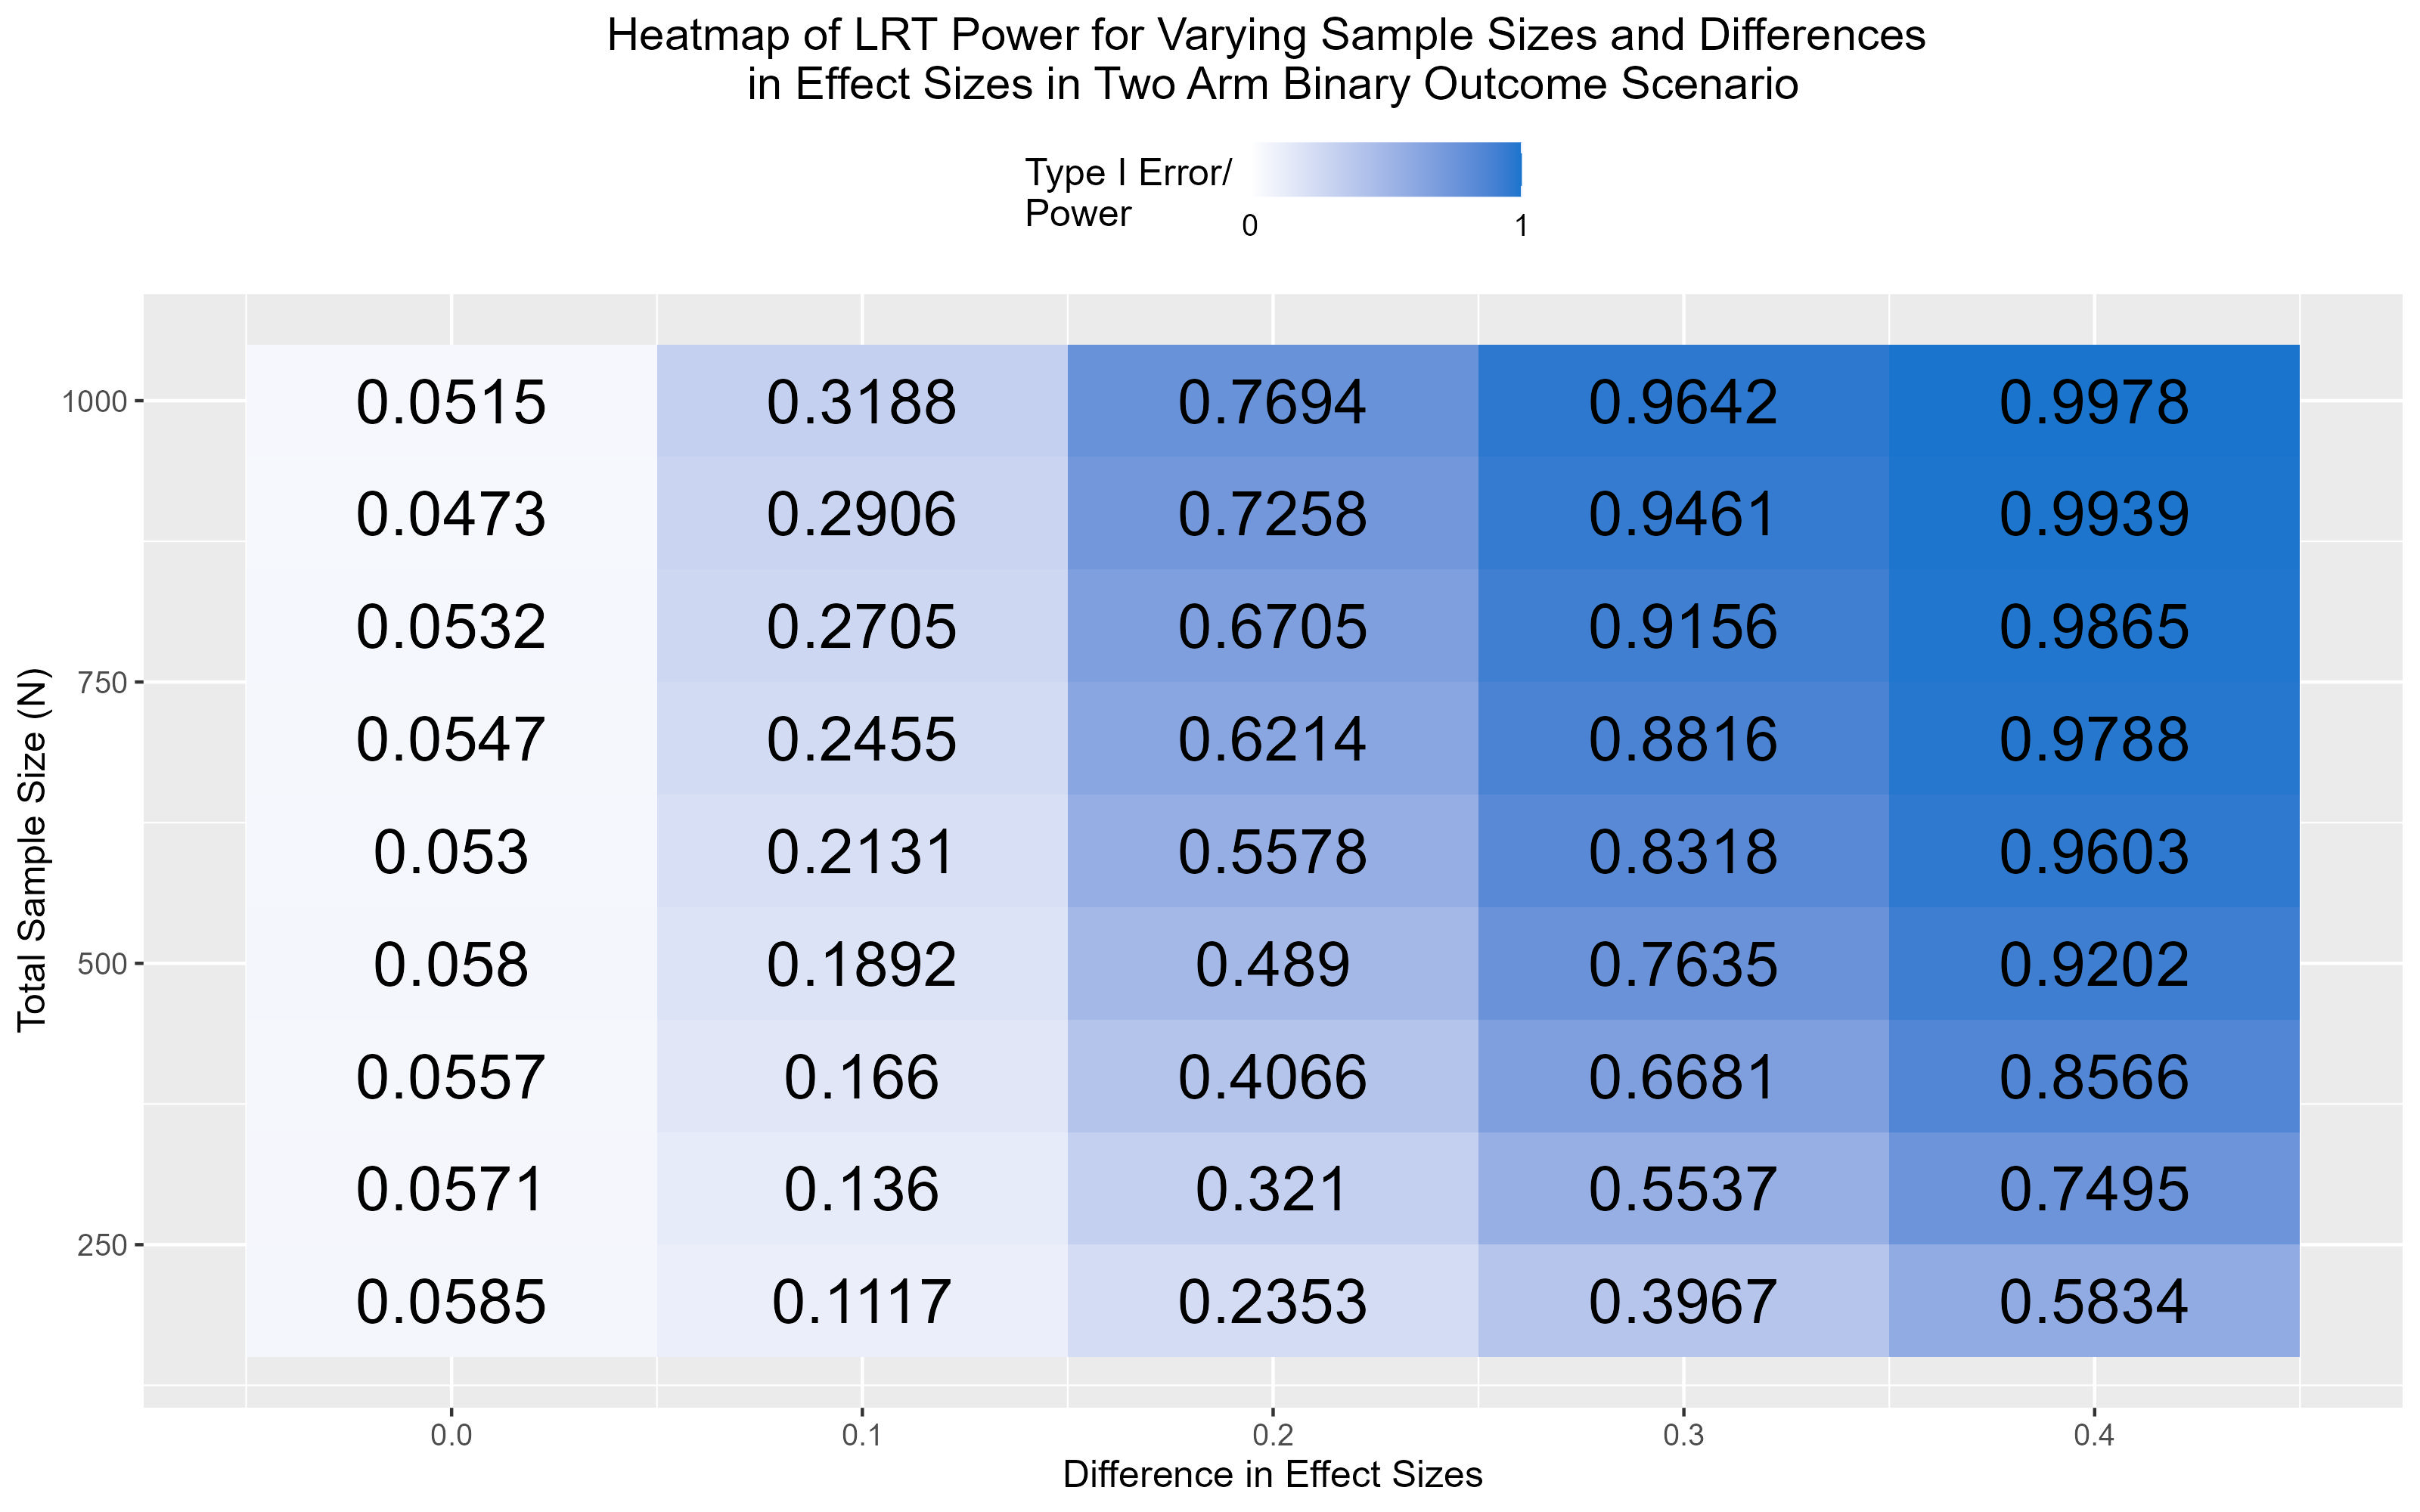 Heatmap of LRT Power for Varying Sample Sizes and Differences
in Effect Sizes in Two Arm Binary Outcome Scenario
Type I Error/
Power
0 1
Total Sample Size (N)
1000
0.0515 0.3188 0.7694 0.9642 0.9978
0.0473 0.2906 0.7258 0.9461 0.9939
0.0532 0.2705 0.6705 0.9156 0.9865
750
0.0547 0.2455 0.6214 0.8816 0.9788
0.053 0.2131 0.5578 0.8318 0.9603
500
0.058 0.1892 0.489 0.7635 0.9202
0.0557 0.166 0.4066 0.6681 0.8566
0.0571 0.136 0.321 0.5537 0.7495
250
0.0585 0.1117 0.2353 0.3967 0.5834
0.0 0.1 0.2 0.3 0.4
Difference in Effect Sizes